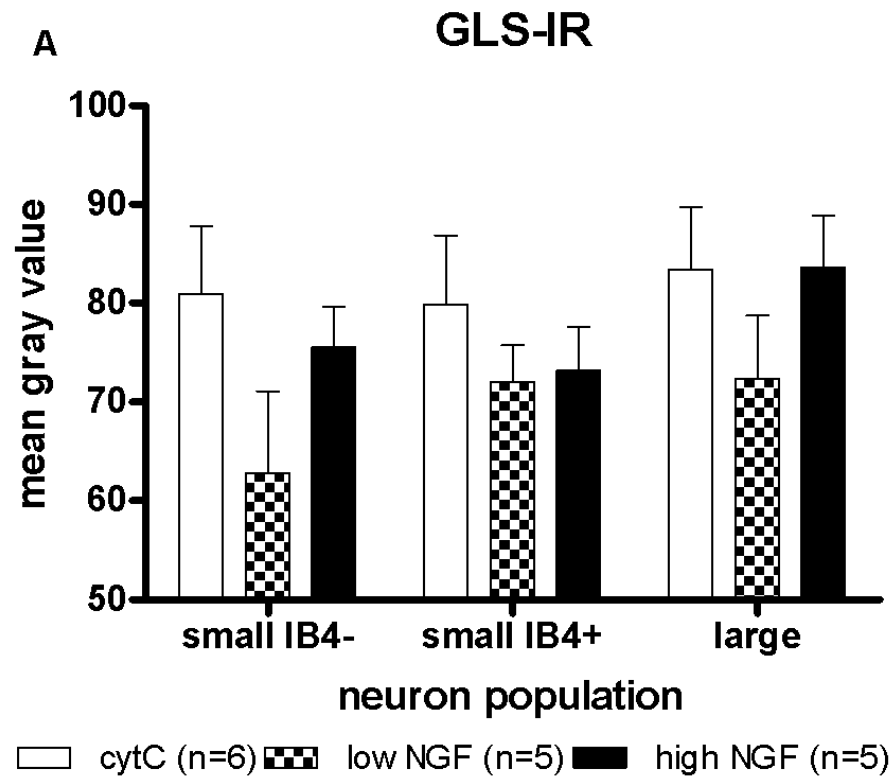 A
GLS-IR
mean gray value
100
90
80
70
60
50
small IB4- small IB4+ large
neuron population
cytC (n=6) low NGF (n=5) high NGF (n=5)